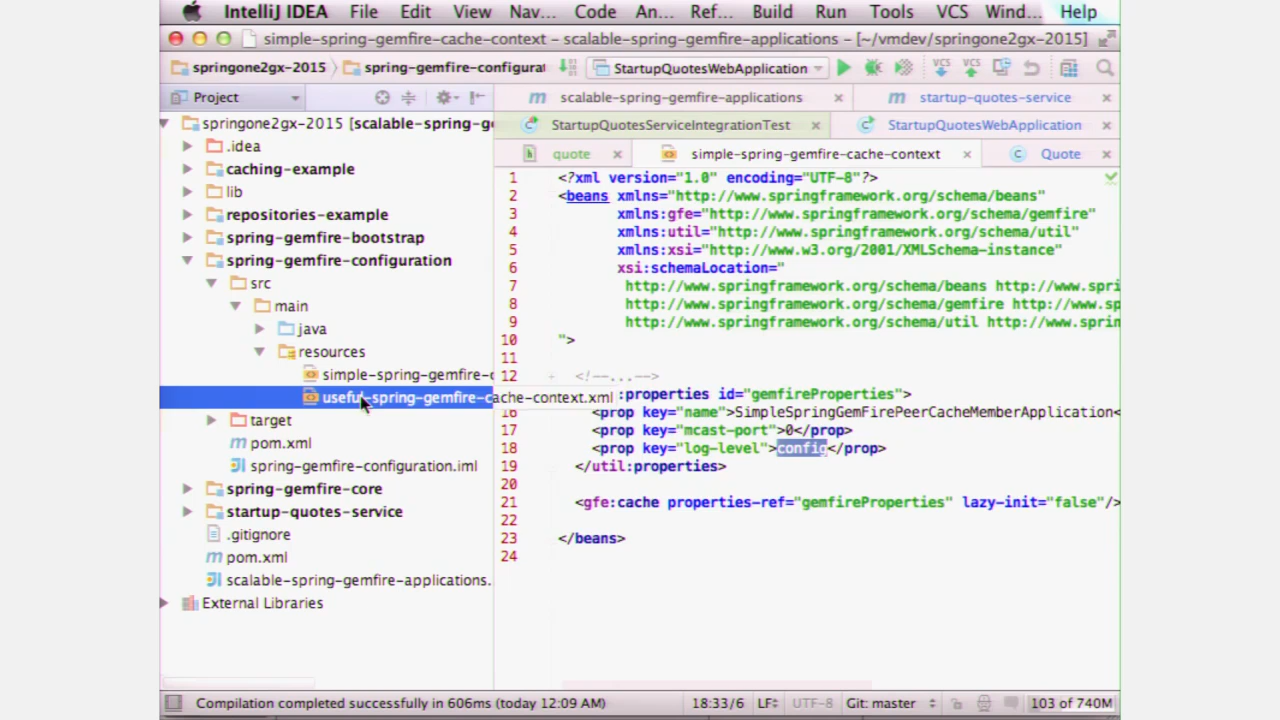 IntelliJ IDEA File Edit View Nav... Code An... Ref... Build Run Tools VCS Wind... Help
simple-spring-gemfire-cache-context – scalable-spring-gemfire-applications – [~/vmdev/springone2gx-2015]
springone2gx-2015 spring-gemfire-configurat StartupQuotesWebApplication VCS VCS
Project scalable-spring-gemfire-applications startup-quotes-service
StartupQuotesServiceIntegrationTest StartupQuotesWebApplication
quote simple-spring-gemfire-cache-context Quote
springone2gx-2015 [scalable-spring-ge
.idea
caching-example
lib
repositories-example
spring-gemfire-bootstrap
spring-gemfire-configuration
src
main
java
resources
simple-spring-gemfire-c
useful-spring-gemfire-cache-context.xml
target
pom.xml
spring-gemfire-configuration.iml
spring-gemfire-core
startup-quotes-service
.gitignore
pom.xml
scalable-spring-gemfire-applications.
External Libraries
1 <?xml version="1.0" encoding="UTF-8"?>
2 <beans xmlns="http://www.springframework.org/schema/beans"
3 xmlns:gfe="http://www.springframework.org/schema/gemfire"
4 xmlns:util="http://www.springframework.org/schema/util"
5 xmlns:xsi="http://www.w3.org/2001/XMLSchema-instance"
6 xsi:schemaLocation="
7 http://www.springframework.org/schema/beans http://www.spri
8 http://www.springframework.org/schema/gemfire http://www.sp
9 http://www.springframework.org/schema/util http://www.sprin
10 ">
11
12 <!--...-->
:properties id="gemfireProperties">
16 <prop key="name">SimpleSpringGemFirePeerCacheMemberApplication<
17 <prop key="mcast-port">0</prop>
18 <prop key="log-level">config</prop>
19 </util:properties>
20
21 <gfe:cache properties-ref="gemfireProperties" lazy-init="false"/>
22
23 </beans>
24
Compilation completed successfully in 606ms (today 12:09 AM) 18:33/6 LF UTF-8 Git: master 103 of 740M